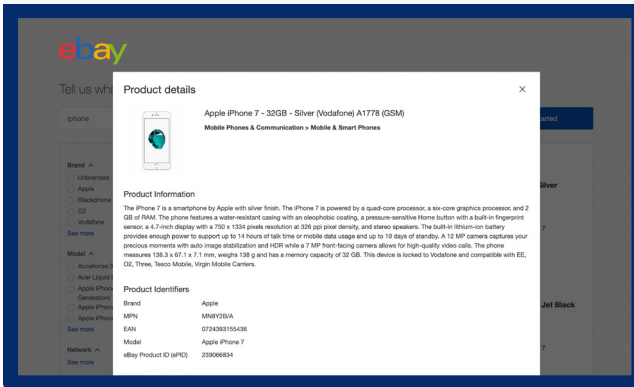 ebay
Tell us wha
Product details
×
iphone
arted
Apple iPhone 7 - 32GB - Silver (Vodafone) A1778 (GSM)
Mobile Phones & Communication > Mobile & Smart Phones
Brand
Unbranded
Apple
Blackphone
O2
Vodafone
See more
Silver
7
Product Information
The iPhone 7 is a smartphone by Apple with silver finish. The iPhone 7 is powered by a quad-core processor, a six-core graphics processor, and 2
GB of RAM. The phone features a water-resistant casing with an oleophobic coating, a pressure-sensitive Home button with a built-in fingerprint
sensor, a 4.7-inch display with a 750 x 1334 pixels resolution at 326 ppi pixel density, and stereo speakers. The built-in lithium-ion battery
provides enough power to support up to 14 hours of talk time or mobile data usage and up to 10 days of standby. A 12 MP camera captures your
precious moments with auto image stabilization and HDR while a 7 MP front-facing camera allows for high-quality video calls. The phone
measures 138.3 x 67.1 x 7.1 mm, weighs 138 g and has a memory capacity of 32 GB. This device is locked to Vodafone and compatible with EE,
O2, Three, Tesco Mobile, Virgin Mobile Carriers.
Model
Accellorize S
Acer Liquid
Apple iPhon
Generation)
Apple iPhon
Apple iPhon
See more
Jet Black
Product Identifiers
Brand Apple
MPN MN8Y2B/A
EAN 0724393155436
Model Apple iPhone 7
eBay Product ID (ePID) 239066834
Network
See more
7